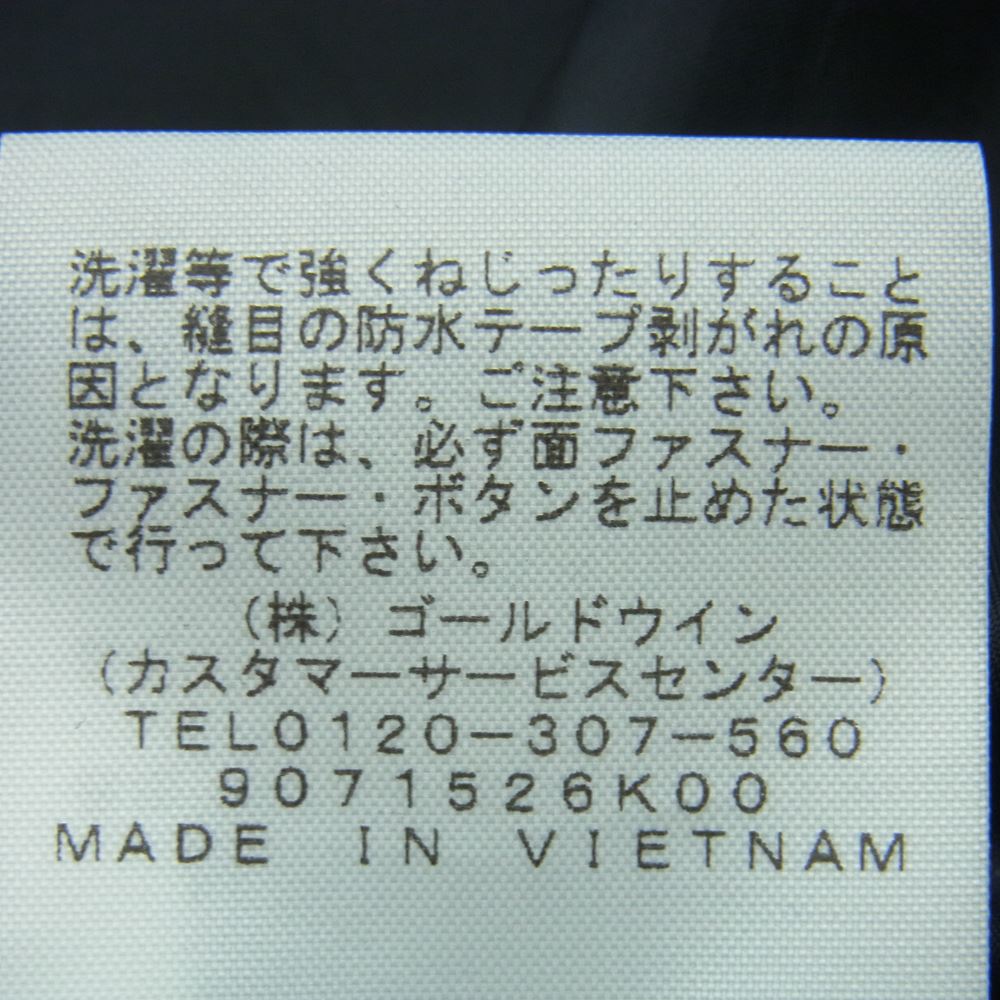 洗濯等で強くねじったりすること
は、縫目の防水テープ剥がれの原
因となります。ご注意下さい。
洗濯の際は、必ず面ファスナー・
ファスナー・ボタンを止めた状態
で行って下さい。
(株)ゴールドウイン
(カスタマーサービスセンター)
TEL0120-307-560
9071526K00
MADE IN VIETNAM